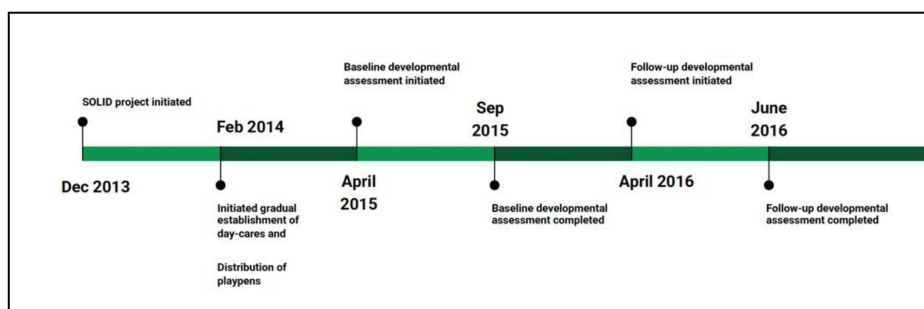 SOLID project initiated
Dec 2013
Feb 2014
Initiated gradual
establishment of
day-cares and
Distribution of
playpens
Baseline developmental
assessment initiated
April
2015
Sep
2015
Baseline developmental
assessment completed
Follow-up developmental
assessment initiated
April 2016
June
2016
Follow-up developmental
assessment completed